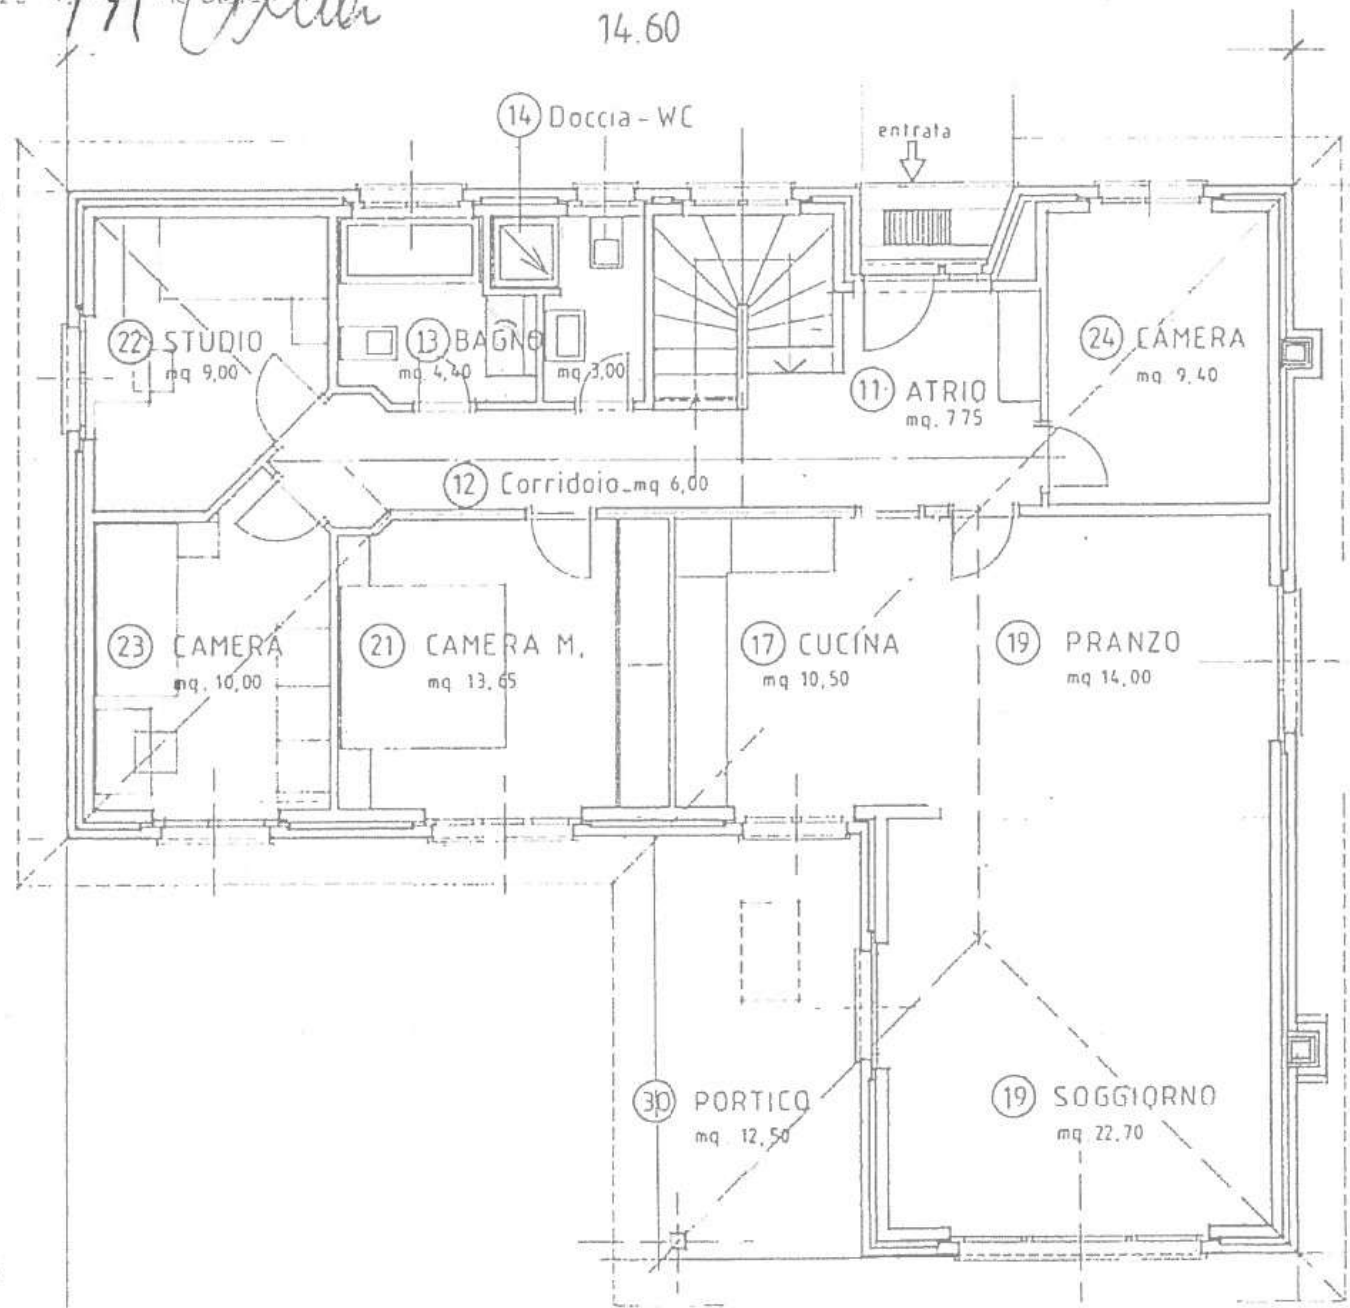 14.60
14 Doccia - WC
entrata
22 STUDIO
mq 9,00
13 BAGNO
mq. 4,40
mq 3,00
11 ATRIO
mq. 7.75
24 CAMERA
mq. 9.40
12 Corridoio mq 6,00
23 CAMERA
mq. 10,00
21 CAMERA M.
mq 13,65
17 CUCINA
mq 10,50
19 PRANZO
mq 14,00
30 PORTICO
mq. 12,50
19 SOGGIORNO
mq. 22,70